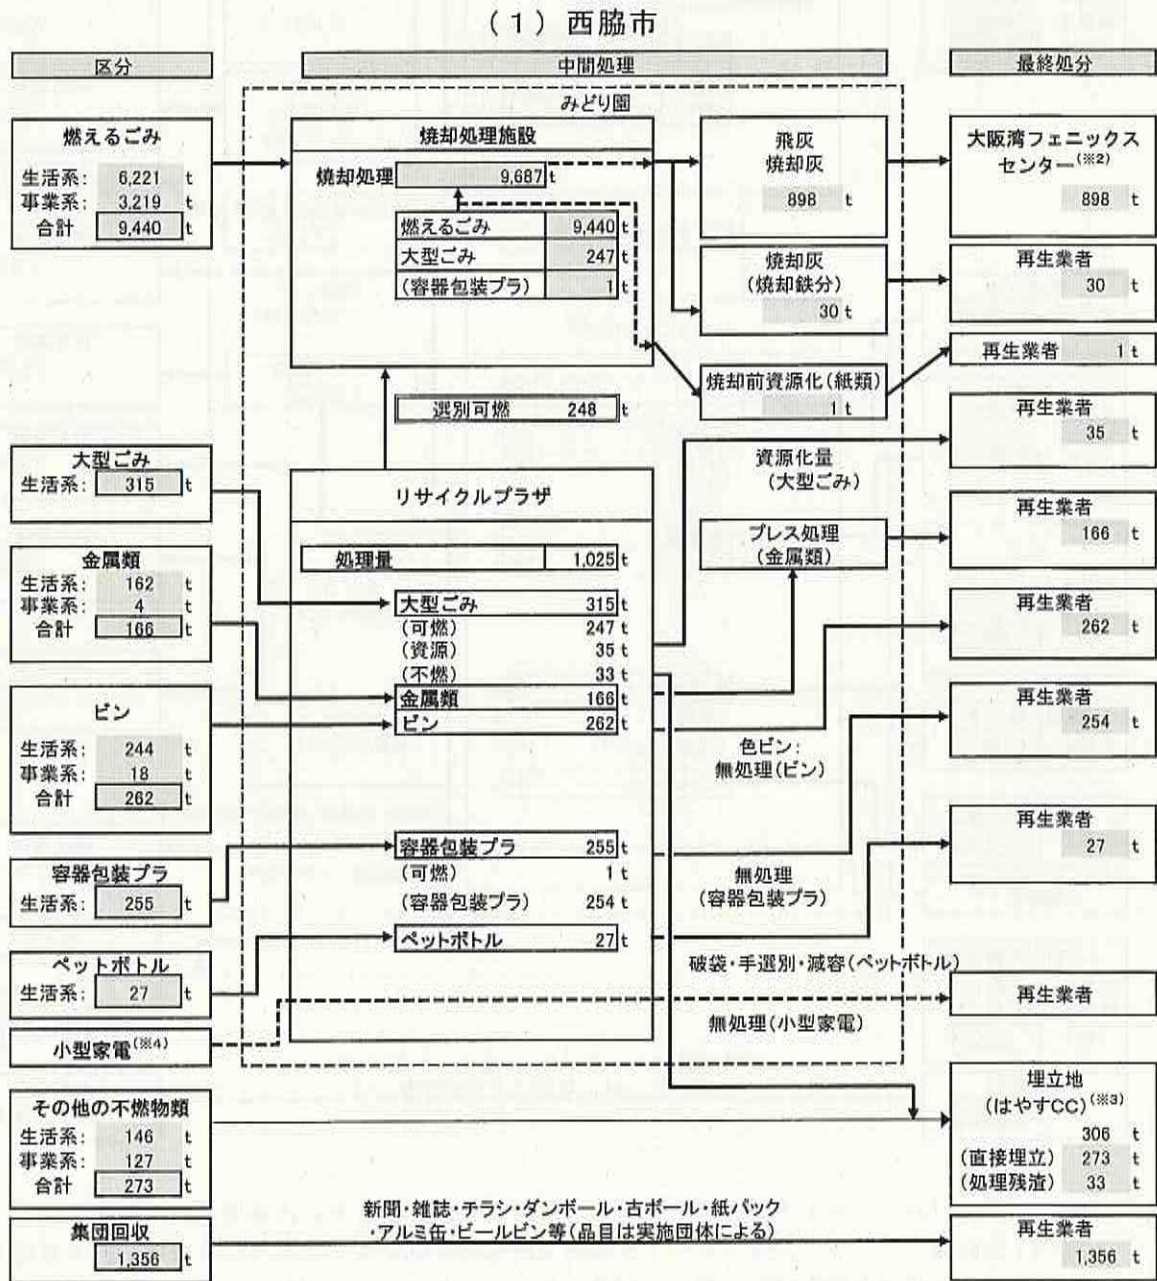 (1) 西脇市
区分
中間処理
最終処分
みどり園
燃えるごみ
生活系: 6,221 t
事業系: 3,219 t
合計 9,440 t
焼却処理施設
焼却処理 9,687 t
燃えるごみ 9,440 t
大型ごみ 247 t
(容器包装プラ) 1 t
飛灰
焼却灰
898 t
大阪湾フェニックス
センター(※2)
898 t
焼却灰
(焼却鉄分)
30 t
再生業者
30 t
焼却前資源化(紙類)
1 t
再生業者 1 t
選別可燃 248 t
大型ごみ
生活系: 315 t
リサイクルプラザ
処理量 1,025 t
大型ごみ 315 t
(可燃) 247 t
(資源) 35 t
(不燃) 33 t
金属類 166 t
ビン 262 t
容器包装プラ 255 t
(可燃) 1 t
(容器包装プラ) 254 t
ペットボトル 27 t
資源化量
(大型ごみ)
再生業者
35 t
金属類
生活系: 162 t
事業系: 4 t
合計 166 t
プレス処理
(金属類)
再生業者
166 t
ビン
生活系: 244 t
事業系: 18 t
合計 262 t
色ビン:
無処理(ビン)
再生業者
262 t
容器包装プラ
生活系: 255 t
無処理
(容器包装プラ)
再生業者
254 t
ペットボトル
生活系: 27 t
破袋・手選別・減容(ペットボトル)
再生業者
27 t
小型家電(※4)
無処理(小型家電)
再生業者
その他の不燃物類
生活系: 146 t
事業系: 127 t
合計 273 t
埋立地
(はやすCC)(※3)
306 t
(直接埋立) 273 t
(処理残渣) 33 t
集団回収
1,356 t
新聞・雑誌・チラシ・ダンボール・古ボール・紙パック
・アルミ缶・ビールビン等(品目は実施団体による)
再生業者
1,356 t